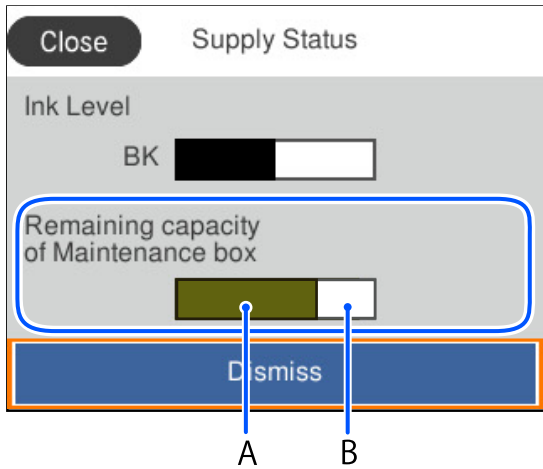 Close
Supply Status
Ink Level
BK
Remaining capacity
of Maintenance box
Dismiss
A
B